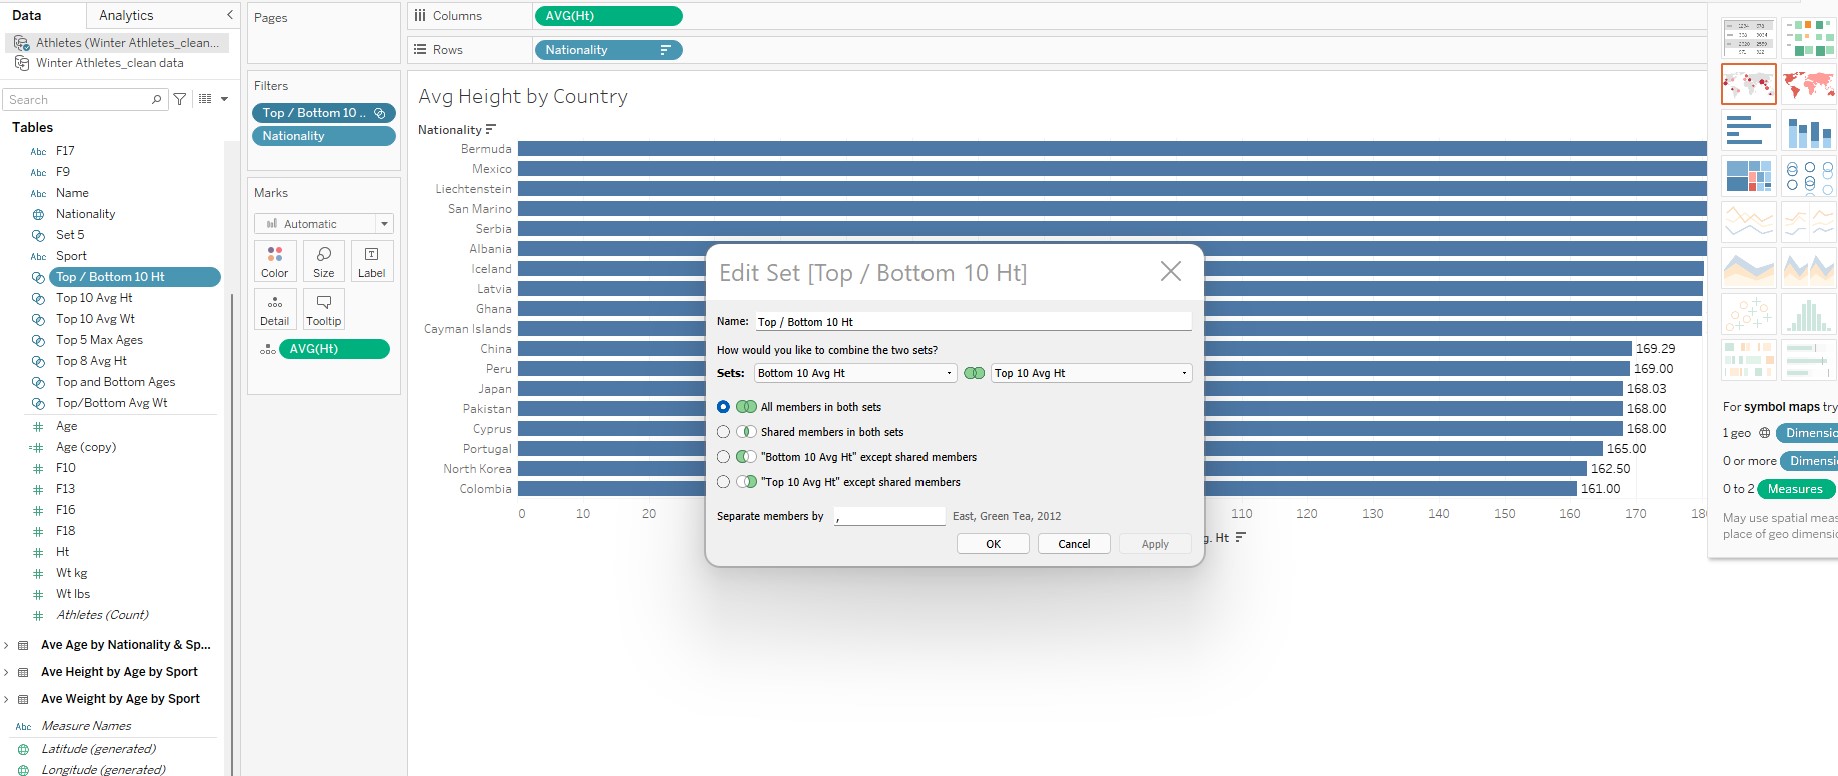 Data
Analytics
Athletes (Winter Athletes_clean...
Winter Athletes_clean data
Search
Tables
Abc F17
Abc F9
Abc Name
Nationality
Set 5
Abc Sport
Top / Bottom 10 Ht
Top 10 Avg Ht
Top 10 Avg Wt
Top 5 Max Ages
Top 8 Avg Ht
Top and Bottom Ages
Top/Bottom Avg Wt
Age
Age (copy)
F10
F13
F16
F18
Ht
Wt kg
Wt lbs
Athletes (Count)
Ave Age by Nationality & Sp...
Ave Height by Age by Sport
Ave Weight by Age by Sport
Abc Measure Names
Latitude (generated)
Longitude (generated)
Pages
Filters
Top / Bottom 10 ..
Nationality
Marks
Automatic
Color Size Label
Detail Tooltip
AVG(Ht)
Columns AVG(Ht)
Rows Nationality
Avg Height by Country
Nationality
Bermuda
Mexico
Liechtenstein
San Marino
Serbia
Albania
Iceland
Latvia
Ghana
Cayman Islands
China 169.29
Peru 169.00
Japan 168.03
Pakistan 168.00
Cyprus 168.00
Portugal 165.00
North Korea 162.50
Colombia 161.00
0 10 20 110 120 130 140 150 160 170 18
g. Ht
Edit Set [Top / Bottom 10 Ht]
Name: Top / Bottom 10 Ht
How would you like to combine the two sets?
Sets: Bottom 10 Avg Ht Top 10 Avg Ht
All members in both sets
Shared members in both sets
"Bottom 10 Avg Ht" except shared members
"Top 10 Avg Ht" except shared members
Separate members by , East, Green Tea, 2012
OK Cancel Apply
For symbol maps try
1 geo Dimensio
0 or more Dimensi
0 to 2 Measures
May use spatial meas
place of geo dimensio